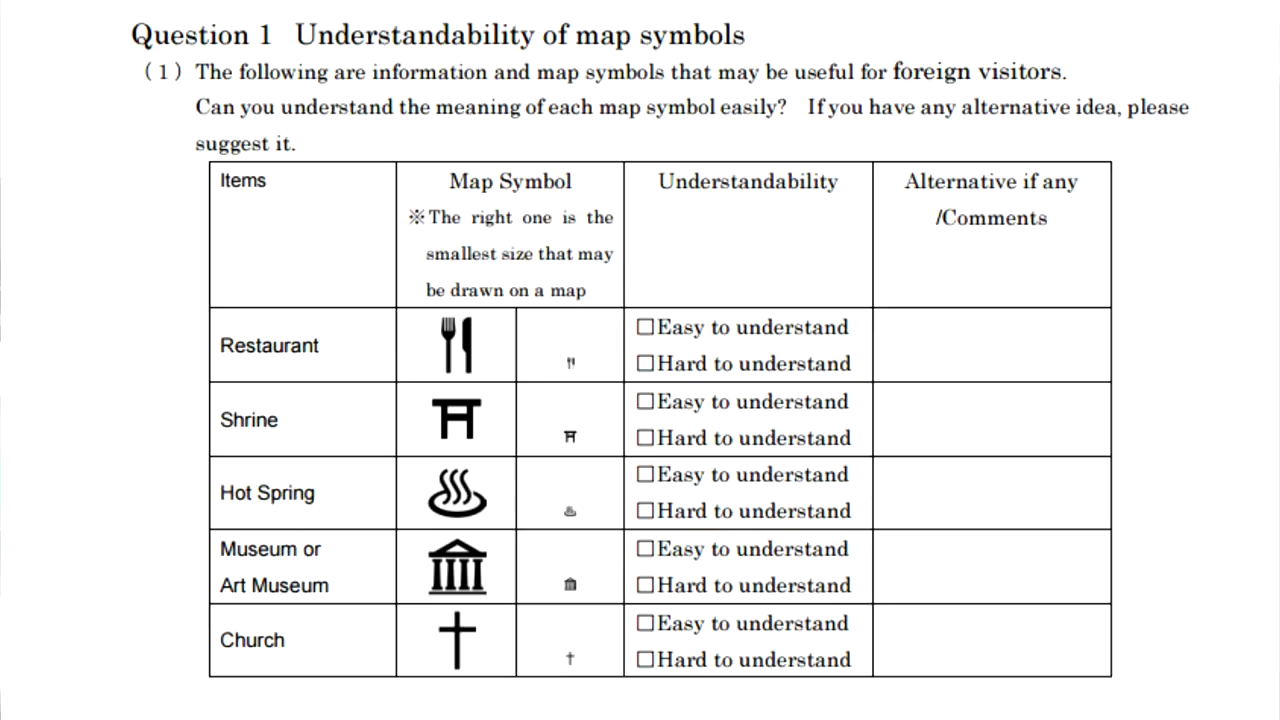 Question 1 Understandability of map symbols
（1）The following are information and map symbols that may be useful for foreign visitors.
Can you understand the meaning of each map symbol easily? If you have any alternative idea, please
suggest it.
Items
Map Symbol
※The right one is the
smallest size that may
be drawn on a map
Understandability
Alternative if any
/Comments
Restaurant
□Easy to understand
□Hard to understand
Shrine
□Easy to understand
□Hard to understand
Hot Spring
□Easy to understand
□Hard to understand
Museum or
Art Museum
□Easy to understand
□Hard to understand
Church
□Easy to understand
□Hard to understand